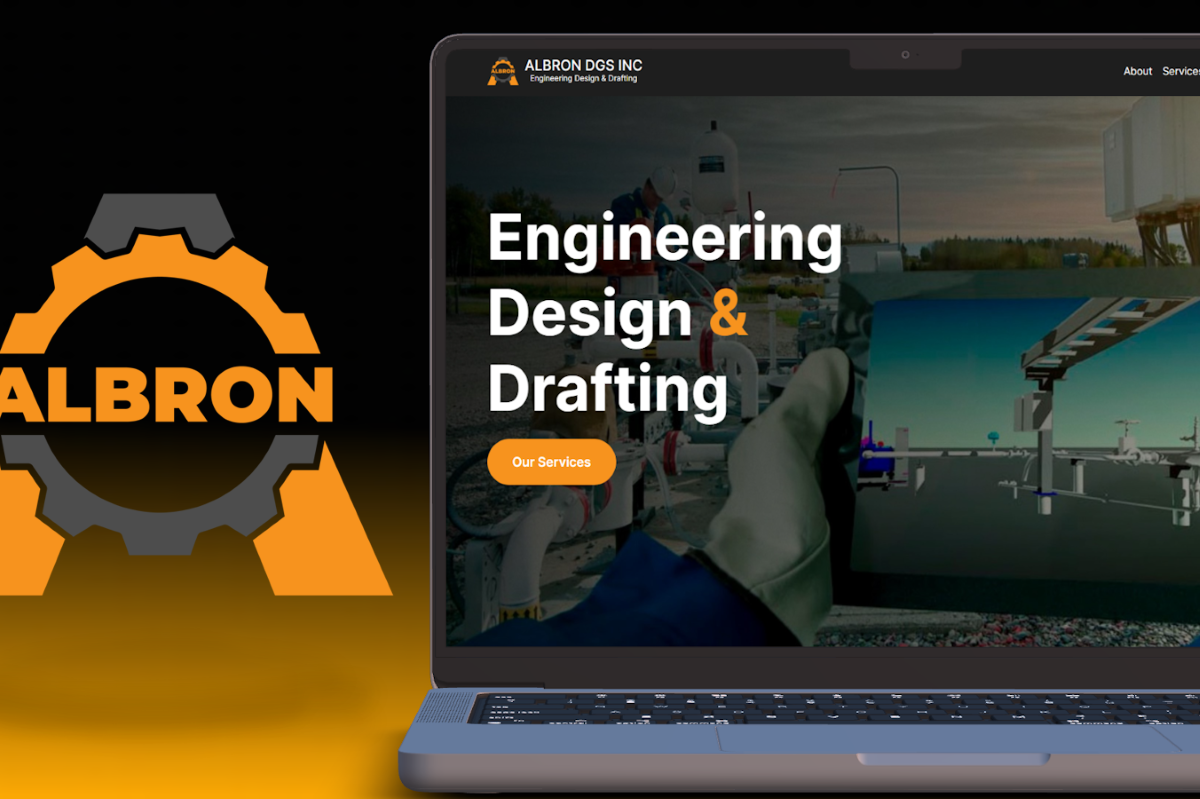 ALBRON
ALBRON
ALBRON DGS INC
Engineering Design & Drafting
About Services
Engineering
Design &
Drafting
Our Services